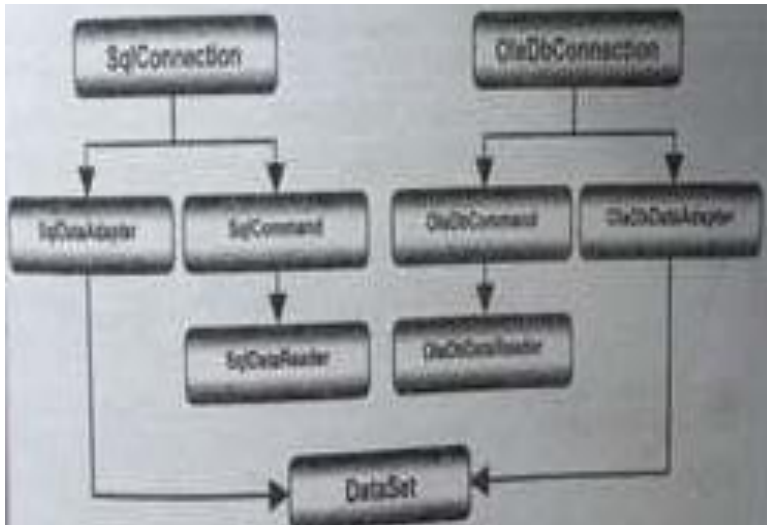 SqlConnection
OleDbConnection
SqlDataAdapter
SqlCommand
OleDbCommand
OleDbDataAdapter
SqlDataReader
OleDbDataReader
DataSet